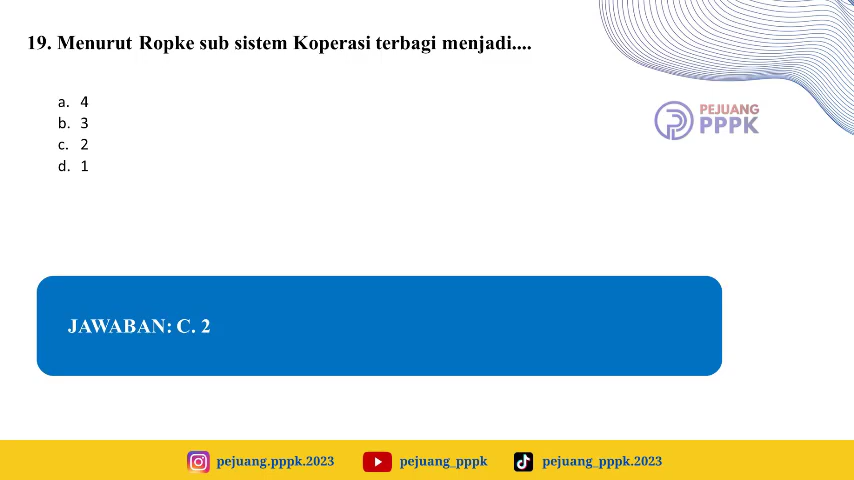 19. Menurut Ropke sub sistem Koperasi terbagi menjadi....
a. 4
b. 3
c. 2
d. 1
PEJUANG
PPPK
JAWABAN: C. 2
pejuang.pppk.2023
pejuang_pppk
pejuang_pppk.2023